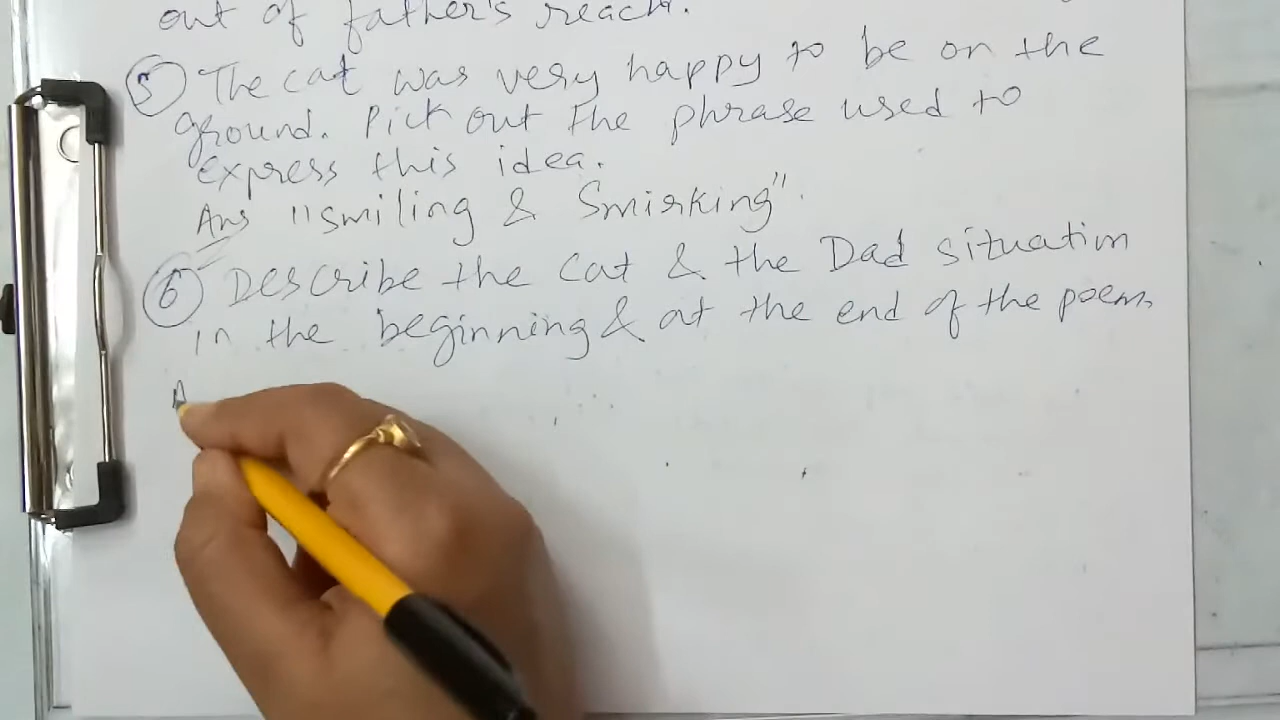 out of father's reach.
⑤ The cat was very happy to be on the
ground. Pick out the phrase used to
express this idea.
Ans "Smiling & Smirking".
⑥ Describe the Cat & the Dad situation
in the beginning & at the end of the poem.
A